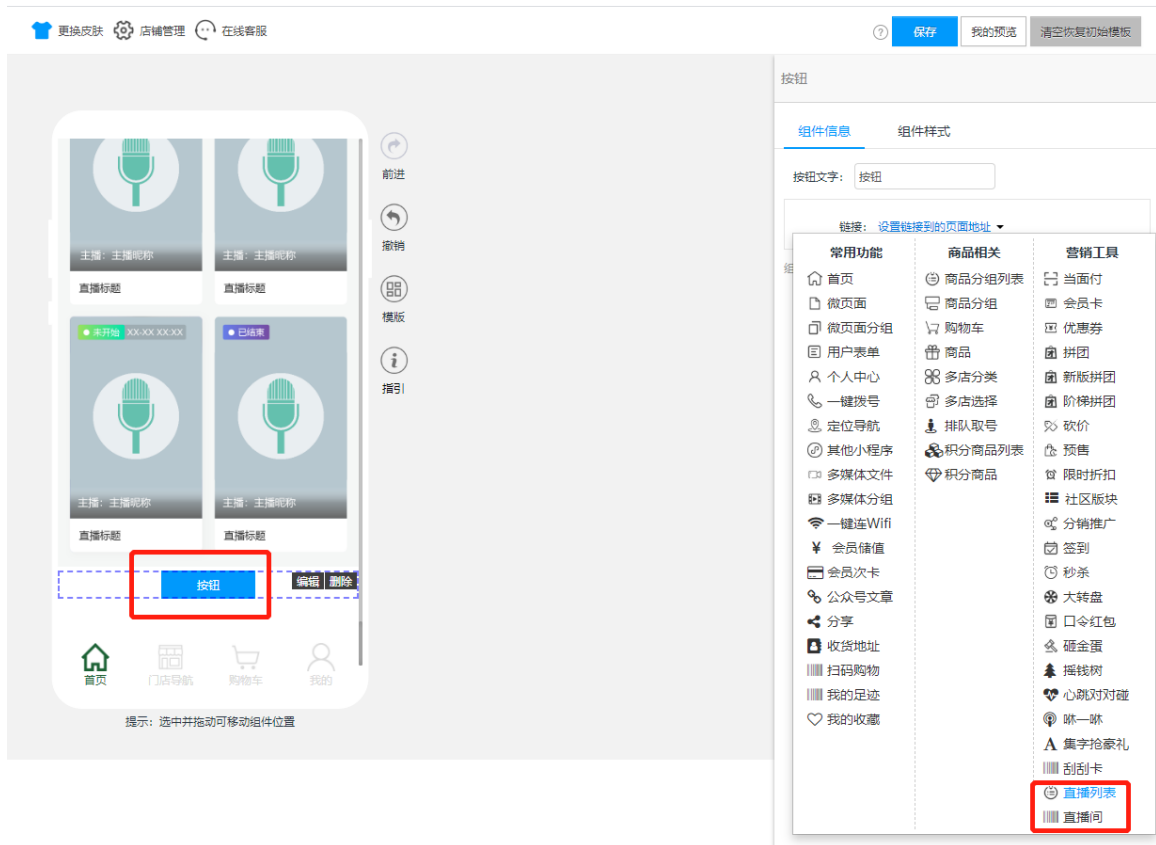 更换皮肤 店铺管理 在线客服
? 保存 我的预览 清空恢复初始模板
按钮
组件信息 组件样式
按钮文字: 按钮
链接: 设置链接到的页面地址
组
主播: 主播昵称 主播: 主播昵称
直播标题 直播标题
未开始 XX-XX XX XX 已结束
主播: 主播昵称 主播: 主播昵称
直播标题 直播标题
按钮 编辑 删除
首页 门店导航 购物车 我的
提示: 选中并拖动可移动组件位置
前进
撤销
模版
指引
常用功能
首页
微页面
微页面分组
用户表单
个人中心
一键拨号
定位导航
其他小程序
多媒体文件
多媒体分组
一键连Wifi
会员储值
会员次卡
公众号文章
分享
收货地址
扫码购物
我的足迹
我的收藏
商品相关
商品分组列表
商品分组
购物车
商品
多店分类
多店选择
排队取号
积分商品列表
积分商品
营销工具
当面付
会员卡
优惠券
拼团
新版拼团
阶梯拼团
砍价
预售
限时折扣
社区版块
分销推广
签到
秒杀
大转盘
口令红包
砸金蛋
摇钱树
心跳对对碰
咻一咻
集字抢豪礼
刮刮卡
直播列表
直播间